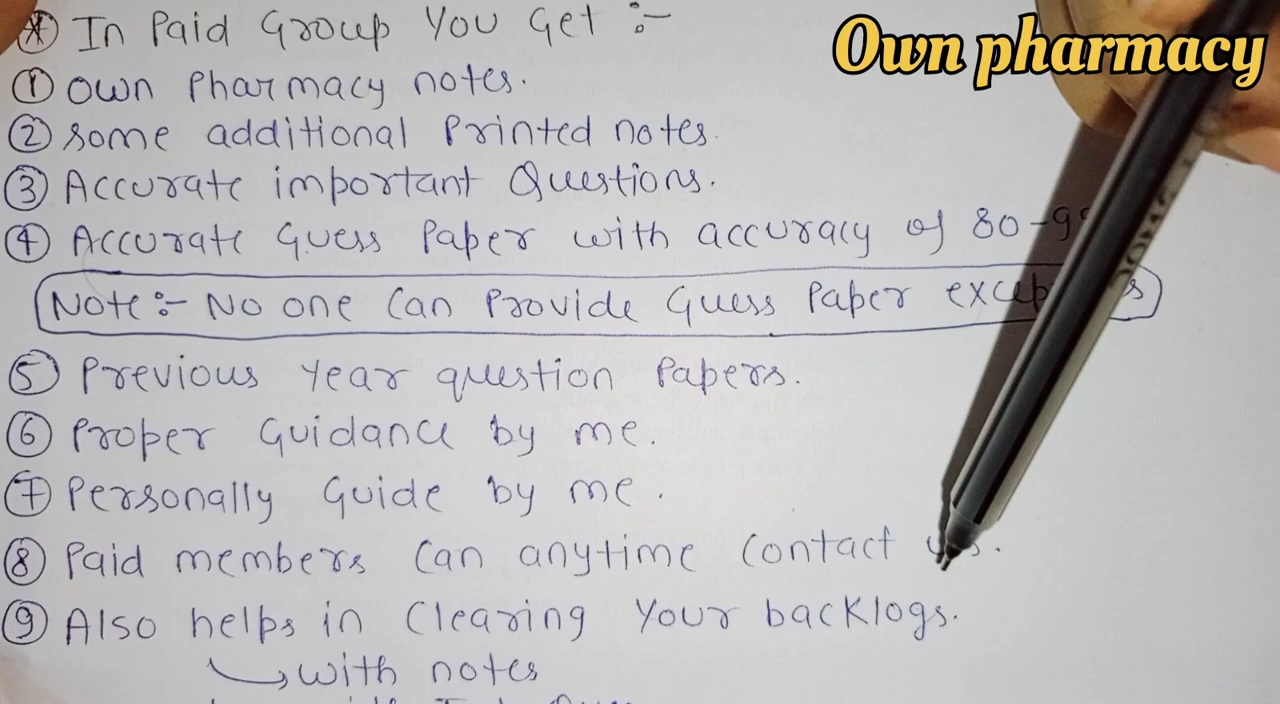 Own pharmacy
* In Paid Group You Get :-
① Own Pharmacy notes.
② Some additional Printed notes.
③ Accurate important Questions.
④ Accurate Guess Paper with accuracy of 80-
Note :- No one Can Provide Guess Paper
⑤ Previous Year question Papers.
⑥ Proper Guidance by me.
⑦ Personally Guide by me.
⑧ Paid members Can anytime Contact us.
⑨ Also helps in Clearing Your backlogs.
↳ with notes